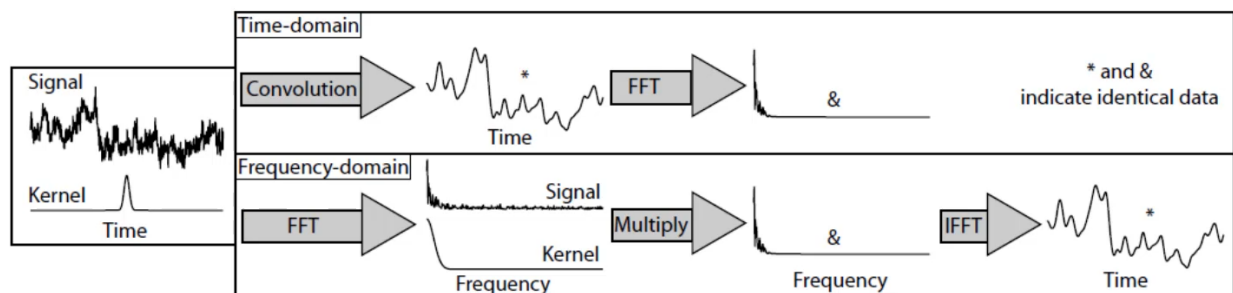 Time-domain
Signal
Convolution
*
FFT
&
* and &
indicate identical data
Time
Kernel
Time
Frequency-domain
FFT
Signal
Kernel
Frequency
Multiply
&
Frequency
IFFT
*
Time